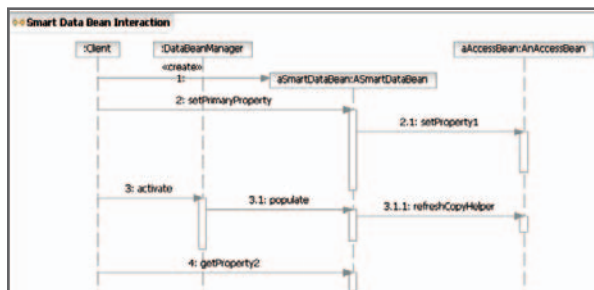 Smart Data Bean Interaction
:Client
:DataBeanManager
aAccessBean:AnAccessBean
«create»
1:
aSmartDataBean:ASmartDataBean
2: setPrimaryProperty
2.1: setProperty1
3: activate
3.1: populate
3.1.1: refreshCopyHelper
4: getProperty2